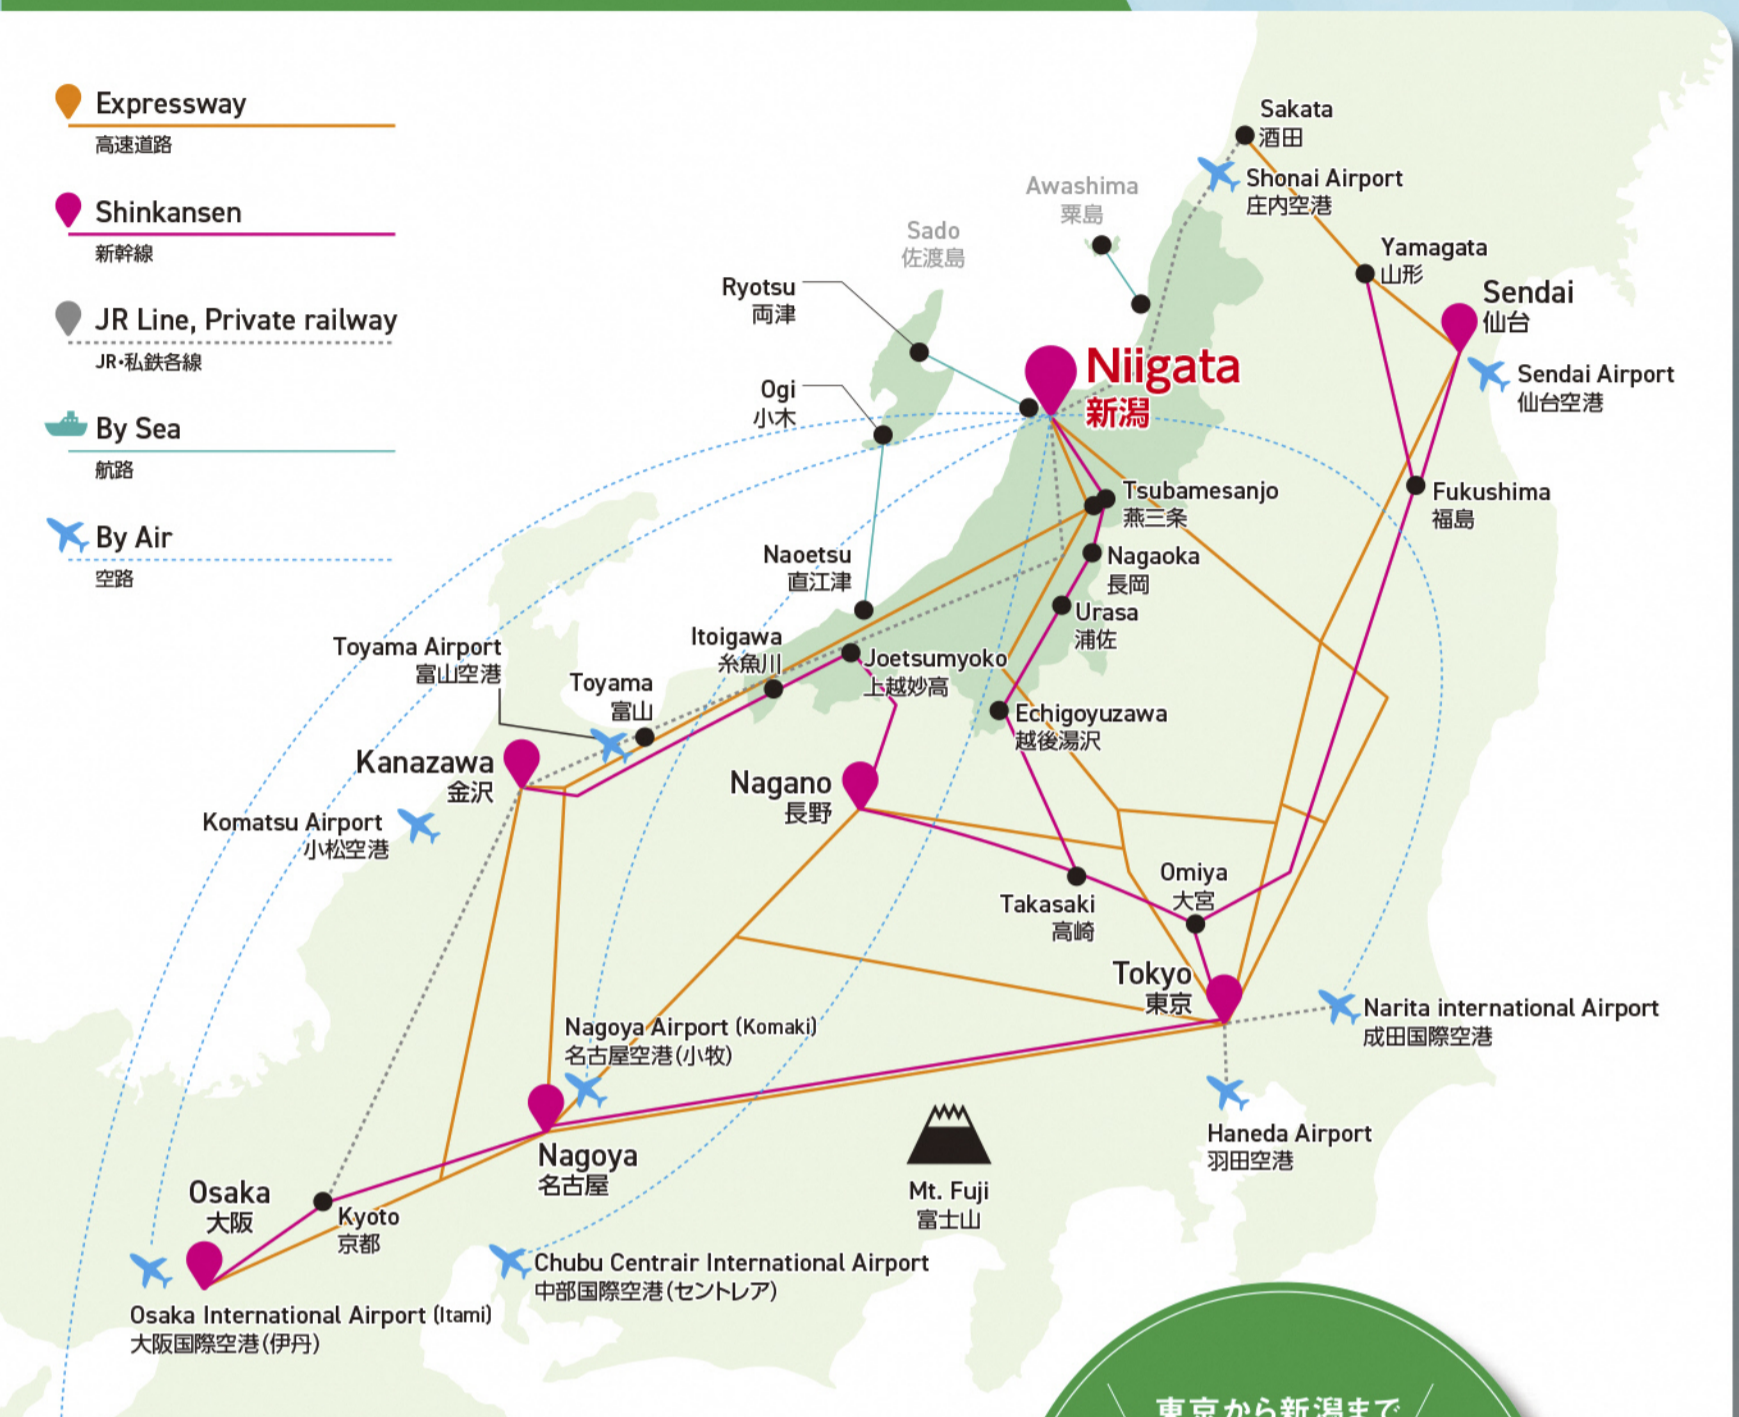 Expressway
高速道路
Shinkansen
新幹線
JR Line, Private railway
JR・私鉄各線
By Sea
航路
By Air
空路
Sakata
酒田
Shonai Airport
庄内空港
Awashima
粟島
Sado
佐渡島
Yamagata
山形
Ryotsu
両津
Sendai
仙台
Niigata
新潟
Sendai Airport
仙台空港
Ogi
小木
Tsubamesanjo
燕三条
Fukushima
福島
Naoetsu
直江津
Nagaoka
長岡
Urasa
浦佐
Itoigawa
糸魚川
Toyama Airport
富山空港
Joetsumyoko
上越妙高
Toyama
富山
Echigoyuzawa
越後湯沢
Kanazawa
金沢
Nagano
長野
Komatsu Airport
小松空港
Omiya
大宮
Takasaki
高崎
Tokyo
東京
Narita international Airport
成田国際空港
Nagoya Airport (Komaki)
名古屋空港(小牧)
Haneda Airport
羽田空港
Nagoya
名古屋
Mt. Fuji
富士山
Osaka
大阪
Kyoto
京都
Chubu Centrair International Airport
中部国際空港(セントレア)
Osaka International Airport (Itami)
大阪国際空港(伊丹)
東京から新潟まで